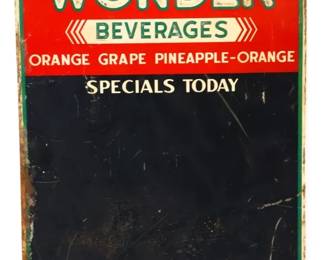 WONDER
BEVERAGES
ORANGE GRAPE PINEAPPLE-ORANGE
SPECIALS TODAY